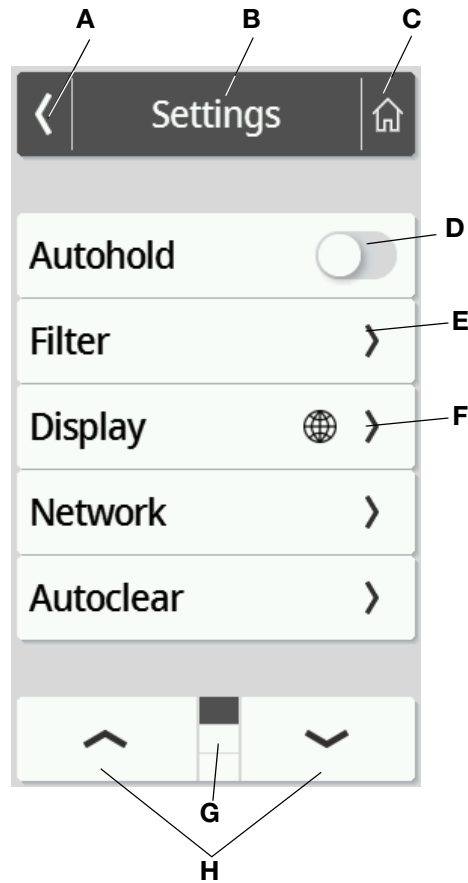 A B C
Settings
D
Autohold
E
Filter
F
Display
Network
Autoclear
G
H